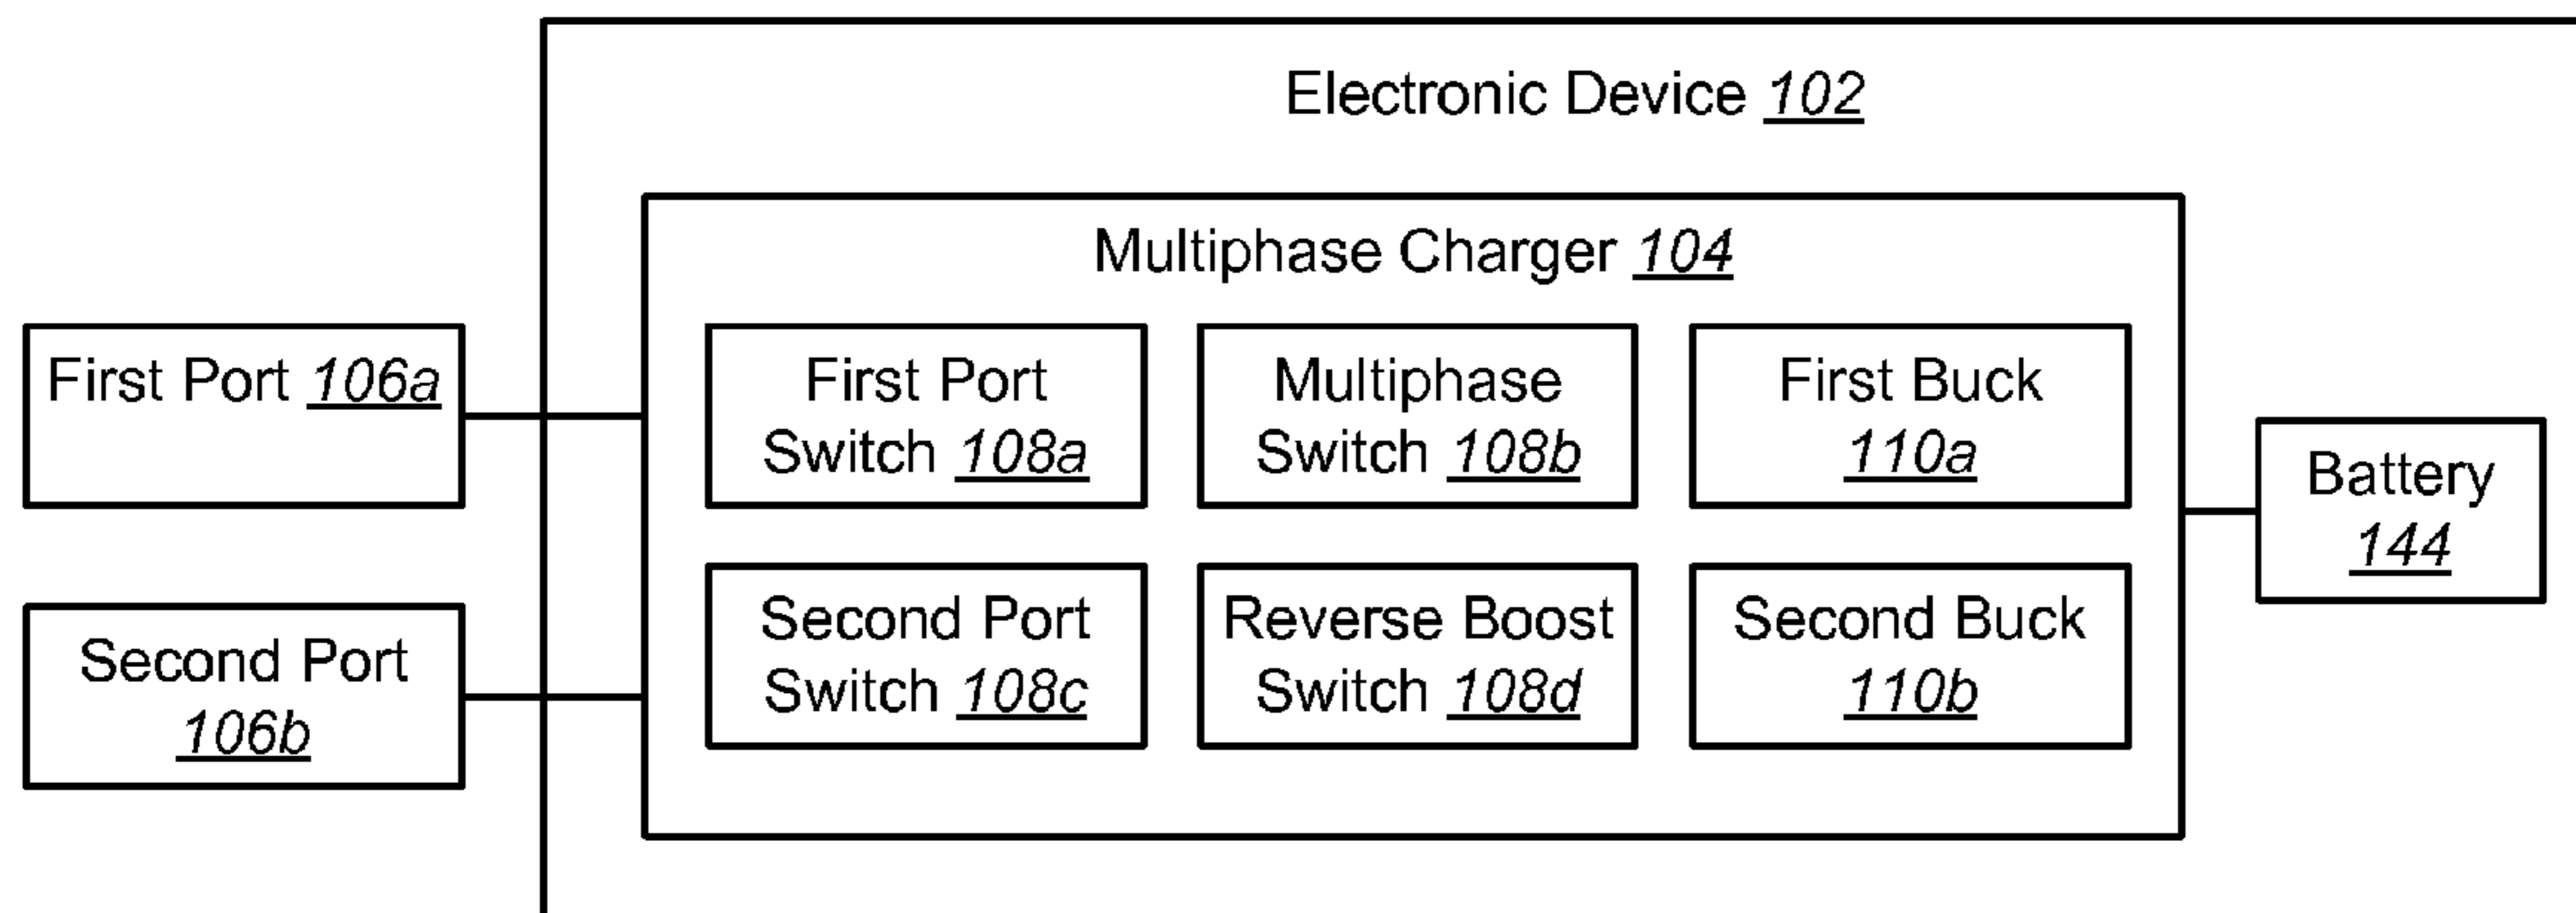 Electronic Device 102
Multiphase Charger 104
First Port 106a
First Port
Switch 108a
Multiphase
Switch 108b
First Buck
110a
Battery
144
Second Port
106b
Second Port
Switch 108c
Reverse Boost
Switch 108d
Second Buck
110b